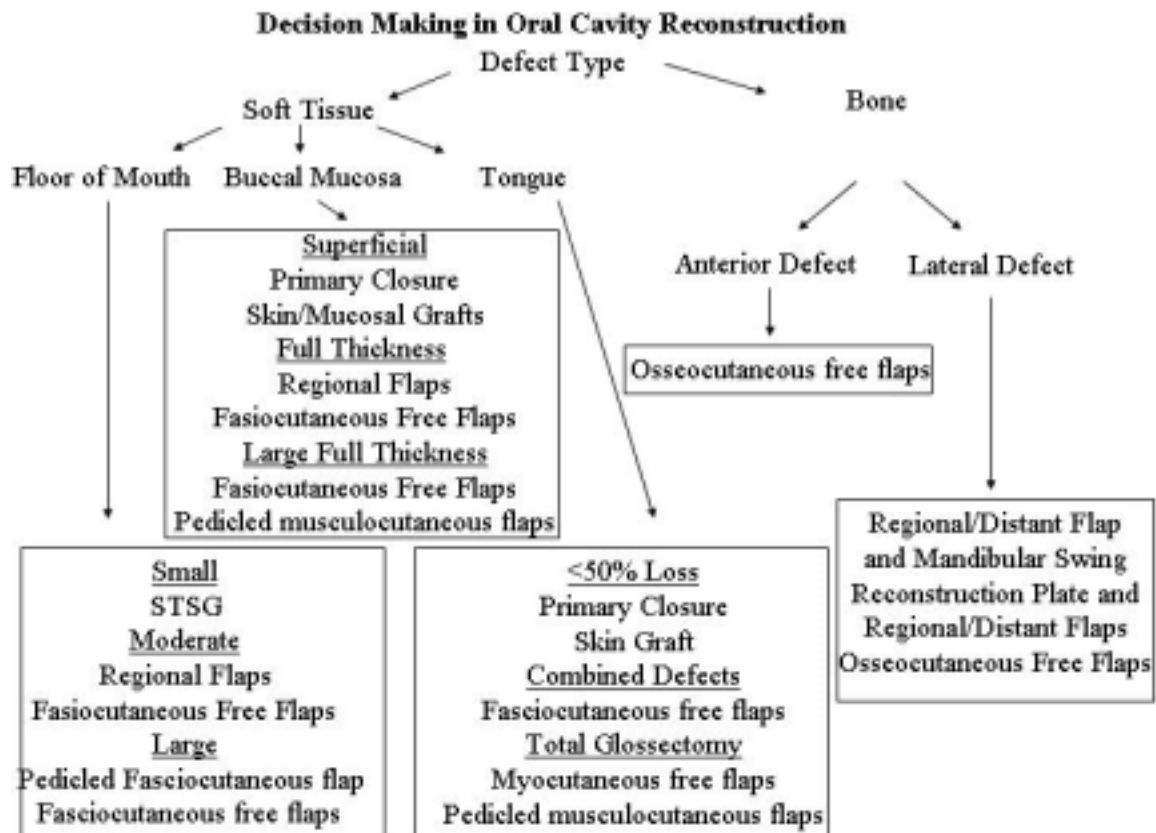 Decision Making in Oral Cavity Reconstruction
Defect Type
Soft Tissue
Bone
Floor of Mouth
Buccal Mucosa
Tongue
Superficial
Primary Closure
Skin/Mucosal Grafts
Full Thickness
Regional Flaps
Fasiocutaneous Free Flaps
Large Full Thickness
Fasiocutaneous Free Flaps
Pedicled musculocutaneous flaps
Anterior Defect
Lateral Defect
Osseocutaneous free flaps
Small
STSG
Moderate
Regional Flaps
Fasiocutaneous Free Flaps
Large
Pedicled Fasciocutaneous flap
Fasciocutaneous free flaps
<50% Loss
Primary Closure
Skin Graft
Combined Defects
Fasciocutaneous free flaps
Total Glossectomy
Myocutaneous free flaps
Pedicled musculocutaneous flaps
Regional/Distant Flap
and Mandibular Swing
Reconstruction Plate and
Regional/Distant Flaps
Osseocutaneous Free Flaps